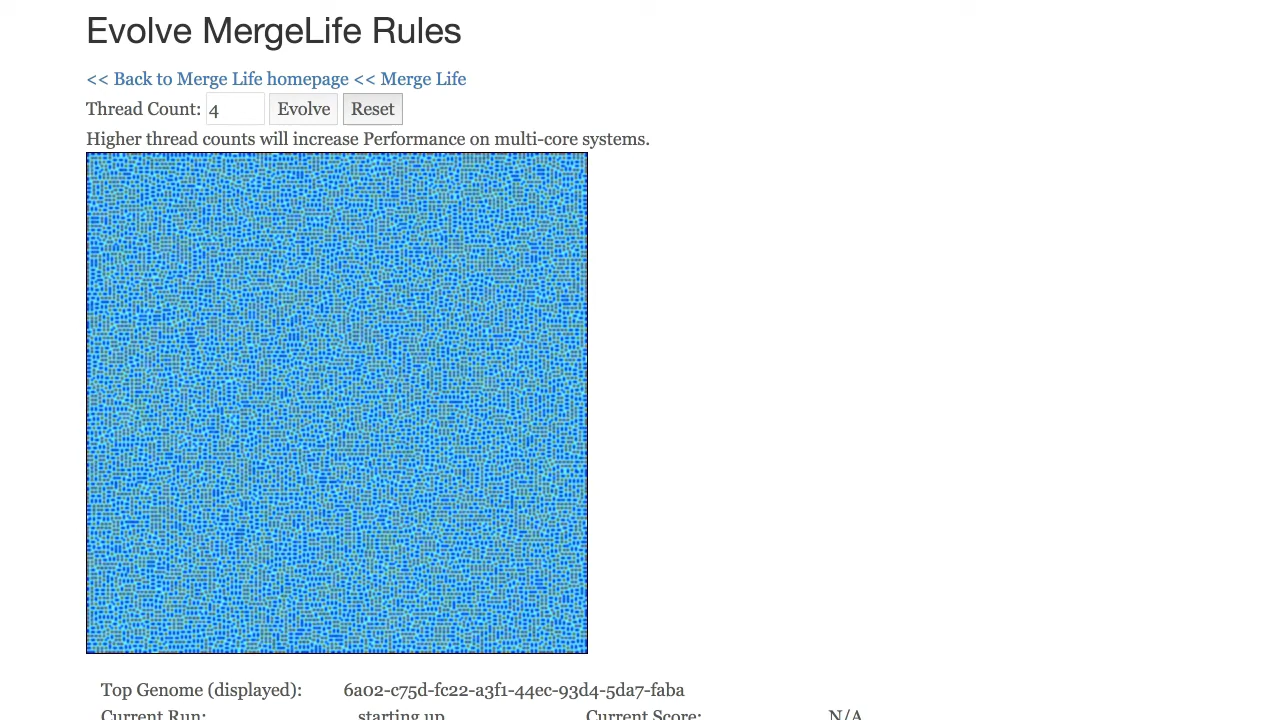 Evolve MergeLife Rules
<< Back to Merge Life homepage << Merge Life
Thread Count: 4 Evolve Reset
Higher thread counts will increase Performance on multi-core systems.
Top Genome (displayed): 6a02-c75d-fc22-a3f1-44ec-93d4-5da7-faba
Current Run: starting up Current Score: N/A